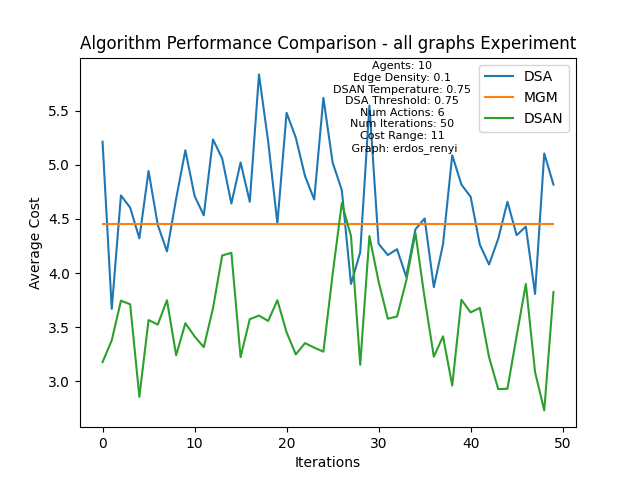 Algorithm Performance Comparison - all graphs Experiment
Agents: 10
Edge Density: 0.1
DSAN Temperature: 0.75
DSA Threshold: 0.75
Num Actions: 6
Num Iterations: 50
Cost Range: 11
Graph: erdos_renyi
DSA
MGM
DSAN
Average Cost
5.5
5.0
4.5
4.0
3.5
3.0
0
10
20
30
40
50
Iterations